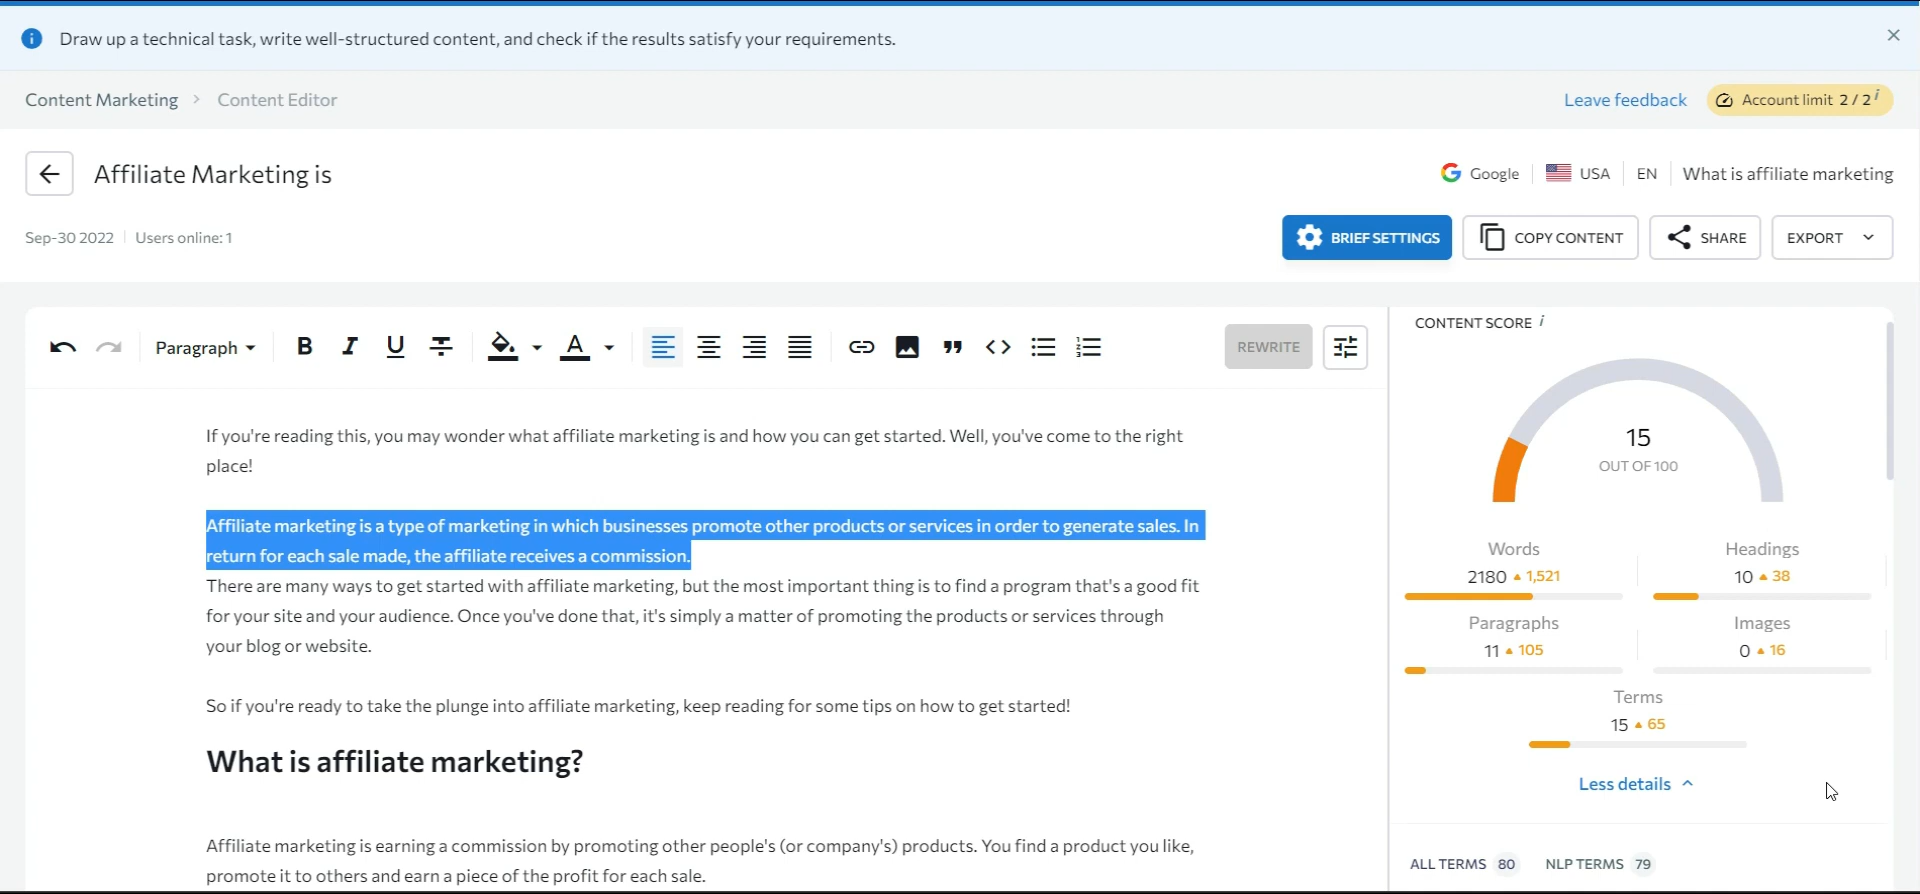 Draw up a technical task, write well-structured content, and check if the results satisfy your requirements.
Content Marketing > Content Editor
Leave feedback
Account limit 2 / 2 i
Affiliate Marketing is
Google
USA
EN
What is affiliate marketing
Sep-30 2022
Users online: 1
BRIEF SETTINGS
COPY CONTENT
SHARE
EXPORT
Paragraph
B I U
A
REWRITE
If you're reading this, you may wonder what affiliate marketing is and how you can get started. Well, you've come to the right
place!
Affiliate marketing is a type of marketing in which businesses promote other products or services in order to generate sales. In
return for each sale made, the affiliate receives a commission.
There are many ways to get started with affiliate marketing, but the most important thing is to find a program that's a good fit
for your site and your audience. Once you've done that, it's simply a matter of promoting the products or services through
your blog or website.
So if you're ready to take the plunge into affiliate marketing, keep reading for some tips on how to get started!
What is affiliate marketing?
Affiliate marketing is earning a commission by promoting other people's (or company's) products. You find a product you like,
promote it to others and earn a piece of the profit for each sale.
CONTENT SCORE i
15
OUT OF 100
Words
2180 ▲ 1,521
Headings
10 ▲ 38
Paragraphs
11 ▲ 105
Images
0 ▲ 16
Terms
15 ▲ 65
Less details
ALL TERMS 80
NLP TERMS 79